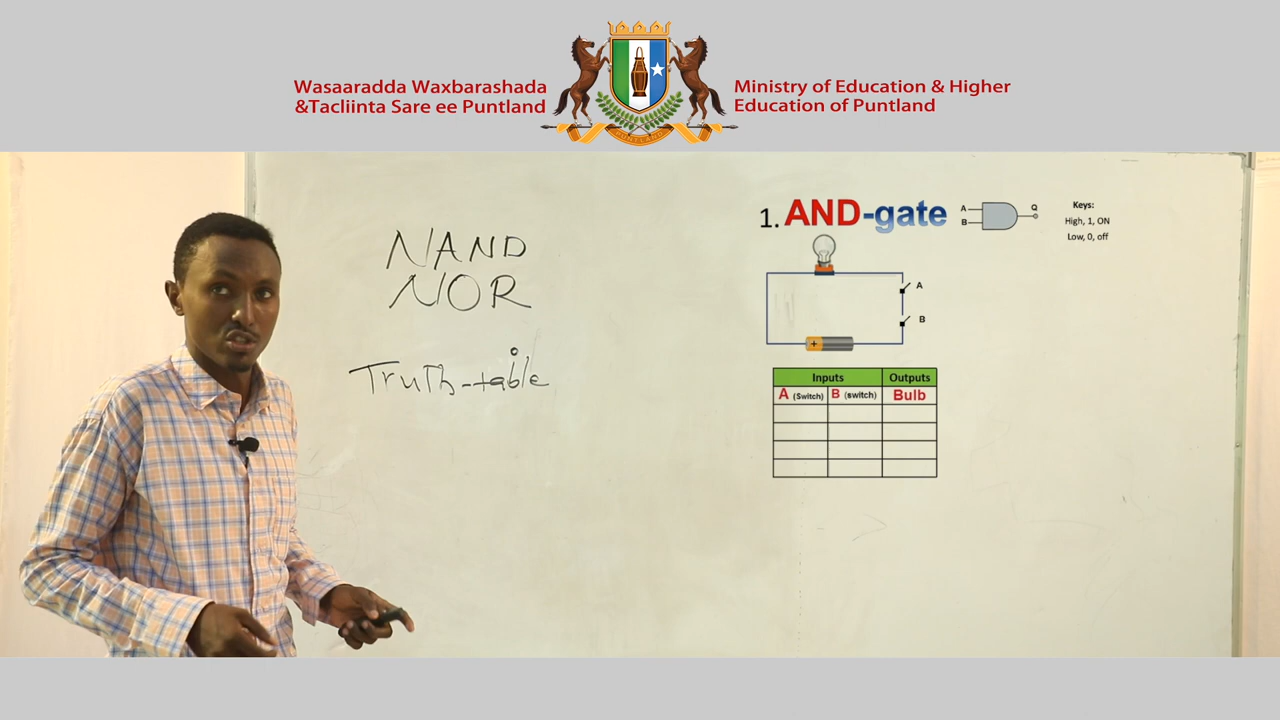 Wasaaradda Waxbarashada
&Tacliinta Sare ee Puntland
Ministry of Education & Higher
Education of Puntland
NAND
NOR
Truth-table
1. AND-gate
A
B
Q
Keys:
High, 1, ON
Low, 0, off
A
B
+
Inputs Outputs
A (Switch) B (switch) Bulb